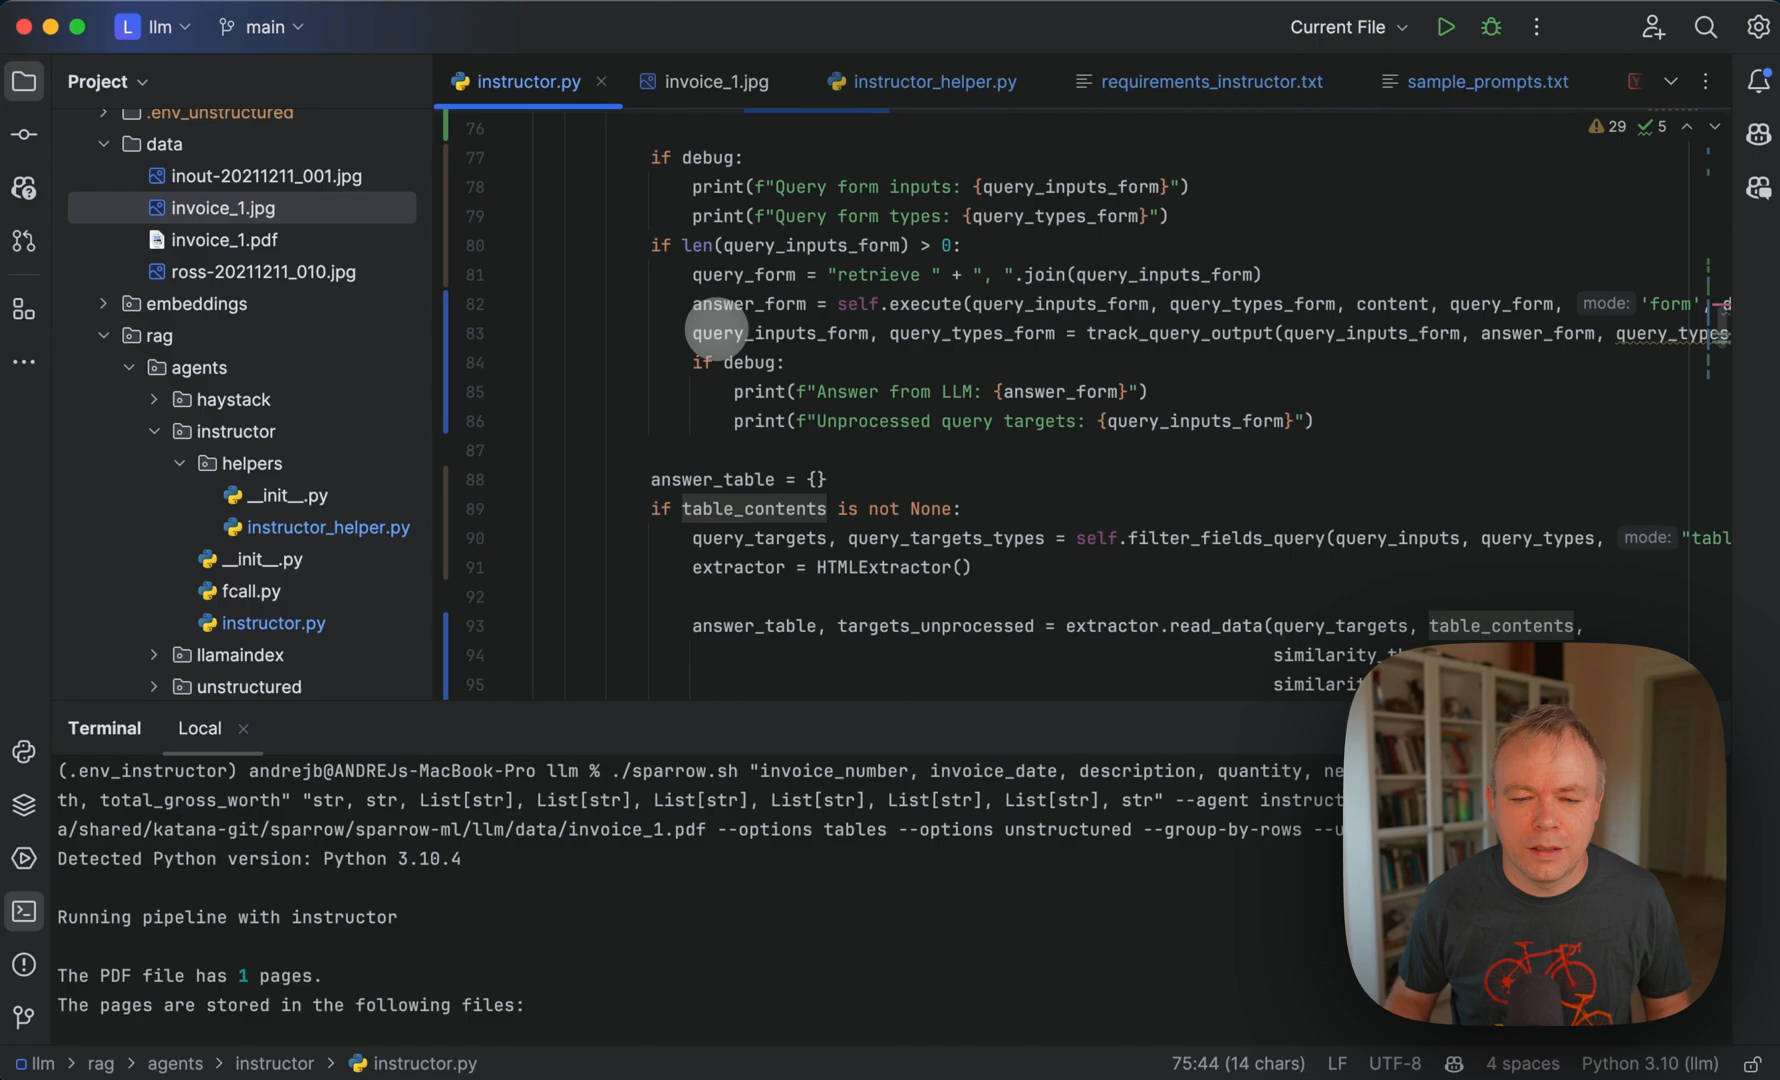 L llm main Current File
Project instructor.py invoice_1.jpg instructor_helper.py requirements_instructor.txt sample_prompts.txt
.env_unstructured
data
inout-20211211_001.jpg
invoice_1.jpg
invoice_1.pdf
ross-20211211_010.jpg
embeddings
rag
agents
haystack
instructor
helpers
__init__.py
instructor_helper.py
__init__.py
fcall.py
instructor.py
llamaindex
unstructured
29 5
76
77 if debug:
78 print(f"Query form inputs: {query_inputs_form}")
79 print(f"Query form types: {query_types_form}")
80 if len(query_inputs_form) > 0:
81 query_form = "retrieve " + ", ".join(query_inputs_form)
82 answer_form = self.execute(query_inputs_form, query_types_form, content, query_form, mode: 'form', d
83 query_inputs_form, query_types_form = track_query_output(query_inputs_form, answer_form, query_types
84 if debug:
85 print(f"Answer from LLM: {answer_form}")
86 print(f"Unprocessed query targets: {query_inputs_form}")
87
88 answer_table = {}
89 if table_contents is not None:
90 query_targets, query_targets_types = self.filter_fields_query(query_inputs, query_types, mode: "tabl
91 extractor = HTMLExtractor()
92
93 answer_table, targets_unprocessed = extractor.read_data(query_targets, table_contents,
94 similarity_t
95 similari
Terminal Local
(.env_instructor) andrejb@ANDREJs-MacBook-Pro llm % ./sparrow.sh "invoice_number, invoice_date, description, quantity, ne
th, total_gross_worth" "str, str, List[str], List[str], List[str], List[str], List[str], str" --agent instruct
a/shared/katana-git/sparrow/sparrow-ml/llm/data/invoice_1.pdf --options tables --options unstructured --group-by-rows --u
Detected Python version: Python 3.10.4
Running pipeline with instructor
The PDF file has 1 pages.
The pages are stored in the following files:
llm > rag > agents > instructor > instructor.py 75:44 (14 chars) LF UTF-8 4 spaces Python 3.10 (llm)